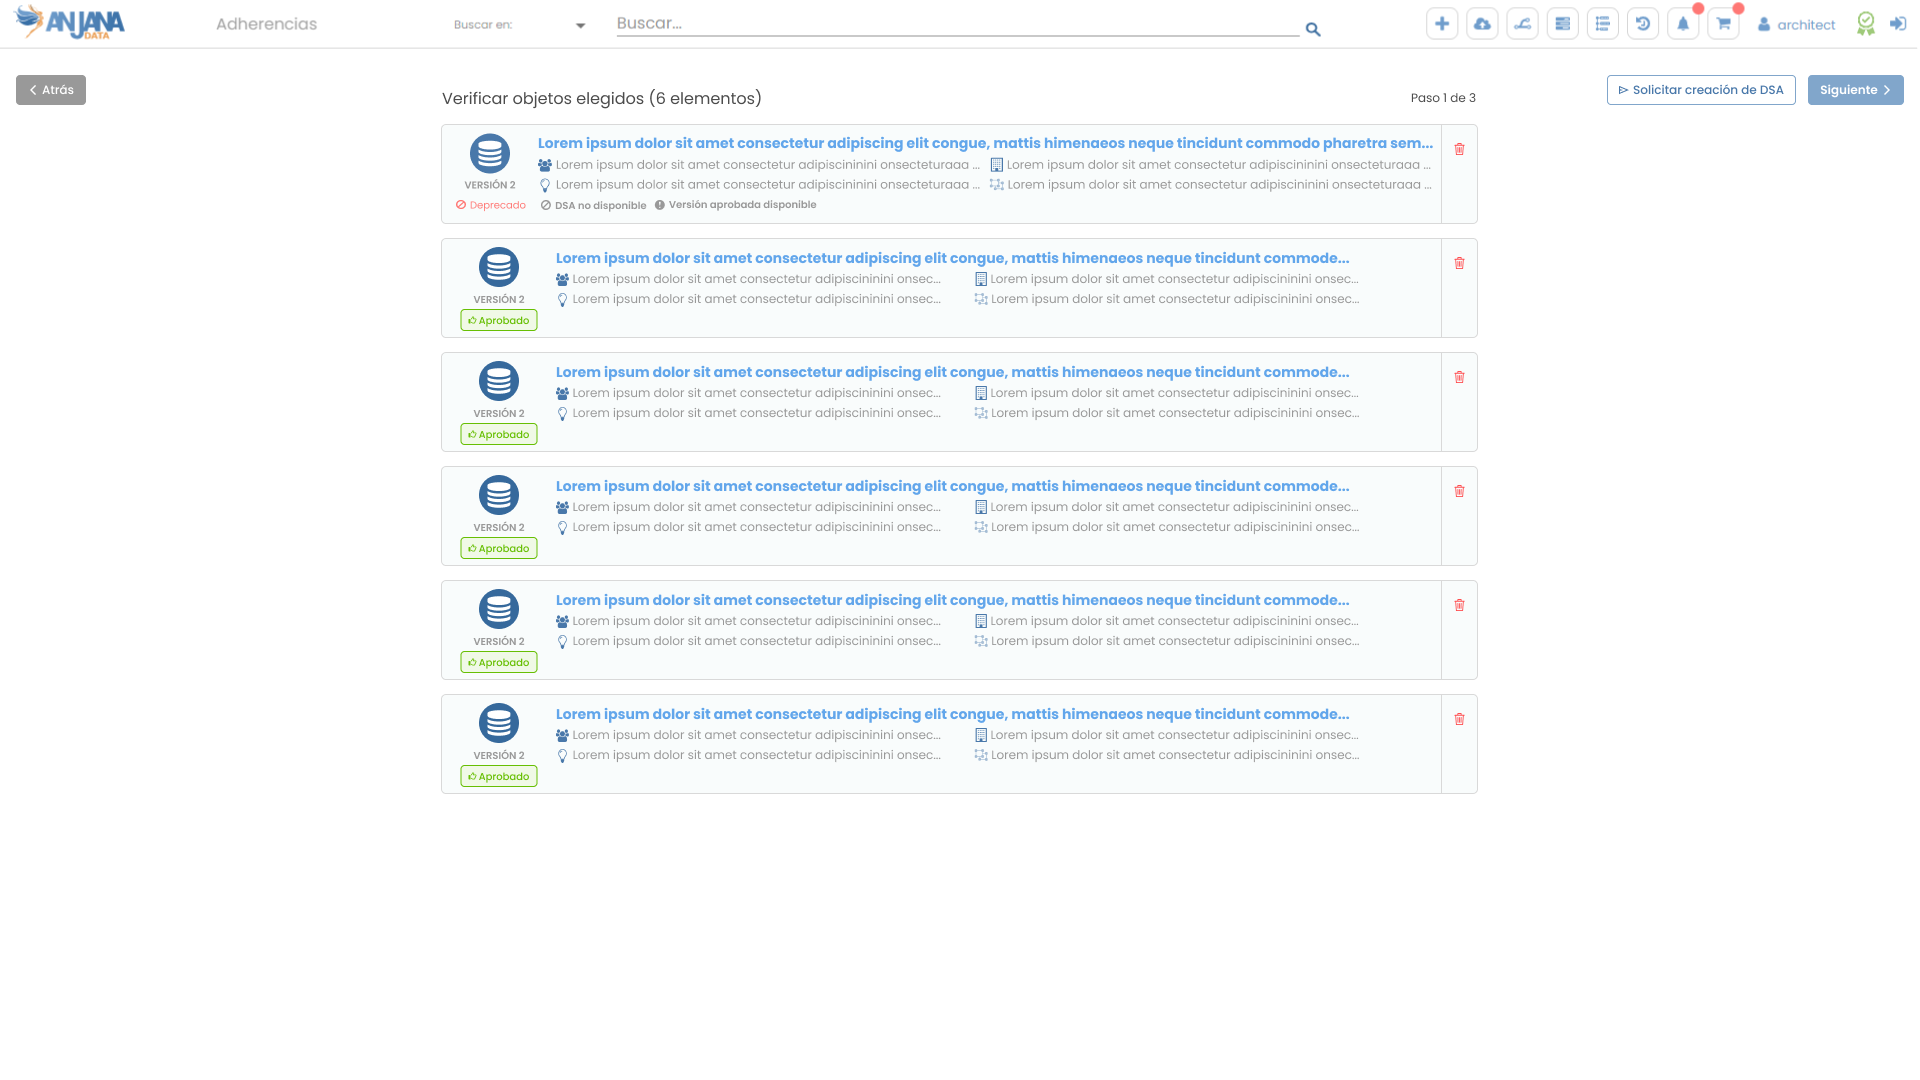 ANJANA DATA
Adherencias
Buscar en:
Buscar...
architect
Atrás
Verificar objetos elegidos (6 elementos)
Paso 1 de 3
Solicitar creación de DSA
Siguiente
Lorem ipsum dolor sit amet consectetur adipiscing elit congue, mattis himenaeos neque tincidunt commodo pharetra sem...
Lorem ipsum dolor sit amet consectetur adipiscininini onsecteturaaa ...
Lorem ipsum dolor sit amet consectetur adipiscininini onsecteturaaa ...
VERSIÓN 2
Lorem ipsum dolor sit amet consectetur adipiscininini onsecteturaaa ...
Lorem ipsum dolor sit amet consectetur adipiscininini onsecteturaaa ...
Deprecado
DSA no disponible
Versión aprobada disponible
Lorem ipsum dolor sit amet consectetur adipiscing elit congue, mattis himenaeos neque tincidunt commode...
Lorem ipsum dolor sit amet consectetur adipiscininini onsec...
Lorem ipsum dolor sit amet consectetur adipiscininini onsec...
VERSIÓN 2
Lorem ipsum dolor sit amet consectetur adipiscininini onsec...
Lorem ipsum dolor sit amet consectetur adipiscininini onsec...
Aprobado
Lorem ipsum dolor sit amet consectetur adipiscing elit congue, mattis himenaeos neque tincidunt commode...
Lorem ipsum dolor sit amet consectetur adipiscininini onsec...
Lorem ipsum dolor sit amet consectetur adipiscininini onsec...
VERSIÓN 2
Lorem ipsum dolor sit amet consectetur adipiscininini onsec...
Lorem ipsum dolor sit amet consectetur adipiscininini onsec...
Aprobado
Lorem ipsum dolor sit amet consectetur adipiscing elit congue, mattis himenaeos neque tincidunt commode...
Lorem ipsum dolor sit amet consectetur adipiscininini onsec...
Lorem ipsum dolor sit amet consectetur adipiscininini onsec...
VERSIÓN 2
Lorem ipsum dolor sit amet consectetur adipiscininini onsec...
Lorem ipsum dolor sit amet consectetur adipiscininini onsec...
Aprobado
Lorem ipsum dolor sit amet consectetur adipiscing elit congue, mattis himenaeos neque tincidunt commode...
Lorem ipsum dolor sit amet consectetur adipiscininini onsec...
Lorem ipsum dolor sit amet consectetur adipiscininini onsec...
VERSIÓN 2
Lorem ipsum dolor sit amet consectetur adipiscininini onsec...
Lorem ipsum dolor sit amet consectetur adipiscininini onsec...
Aprobado
Lorem ipsum dolor sit amet consectetur adipiscing elit congue, mattis himenaeos neque tincidunt commode...
Lorem ipsum dolor sit amet consectetur adipiscininini onsec...
Lorem ipsum dolor sit amet consectetur adipiscininini onsec...
VERSIÓN 2
Lorem ipsum dolor sit amet consectetur adipiscininini onsec...
Lorem ipsum dolor sit amet consectetur adipiscininini onsec...
Aprobado